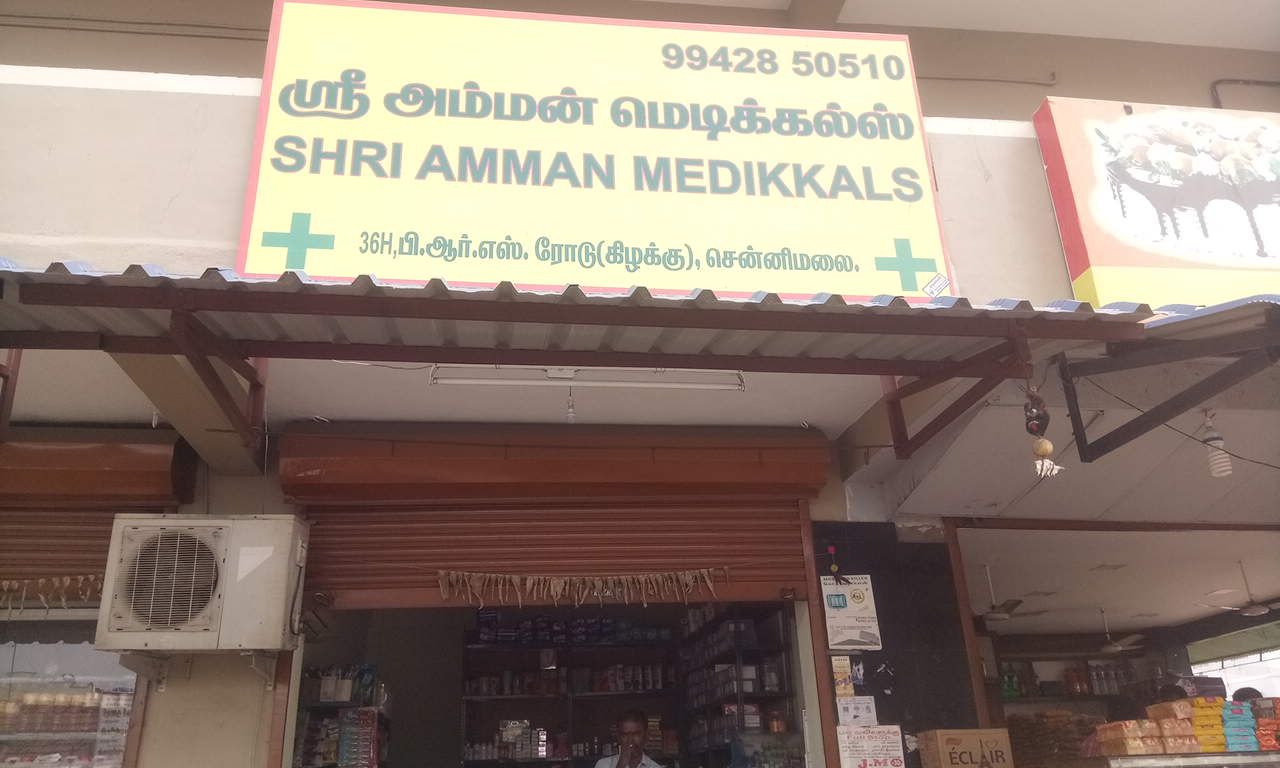 99428 50510
ஸ்ரீ அம்மன் மெடிக்கல்ஸ்
SHRI AMMAN MEDIKKALS
36H,பி.ஆர்.எஸ். ரோடு(கிழக்கு), சென்னிமலை.
ÉCLAIR
J.M